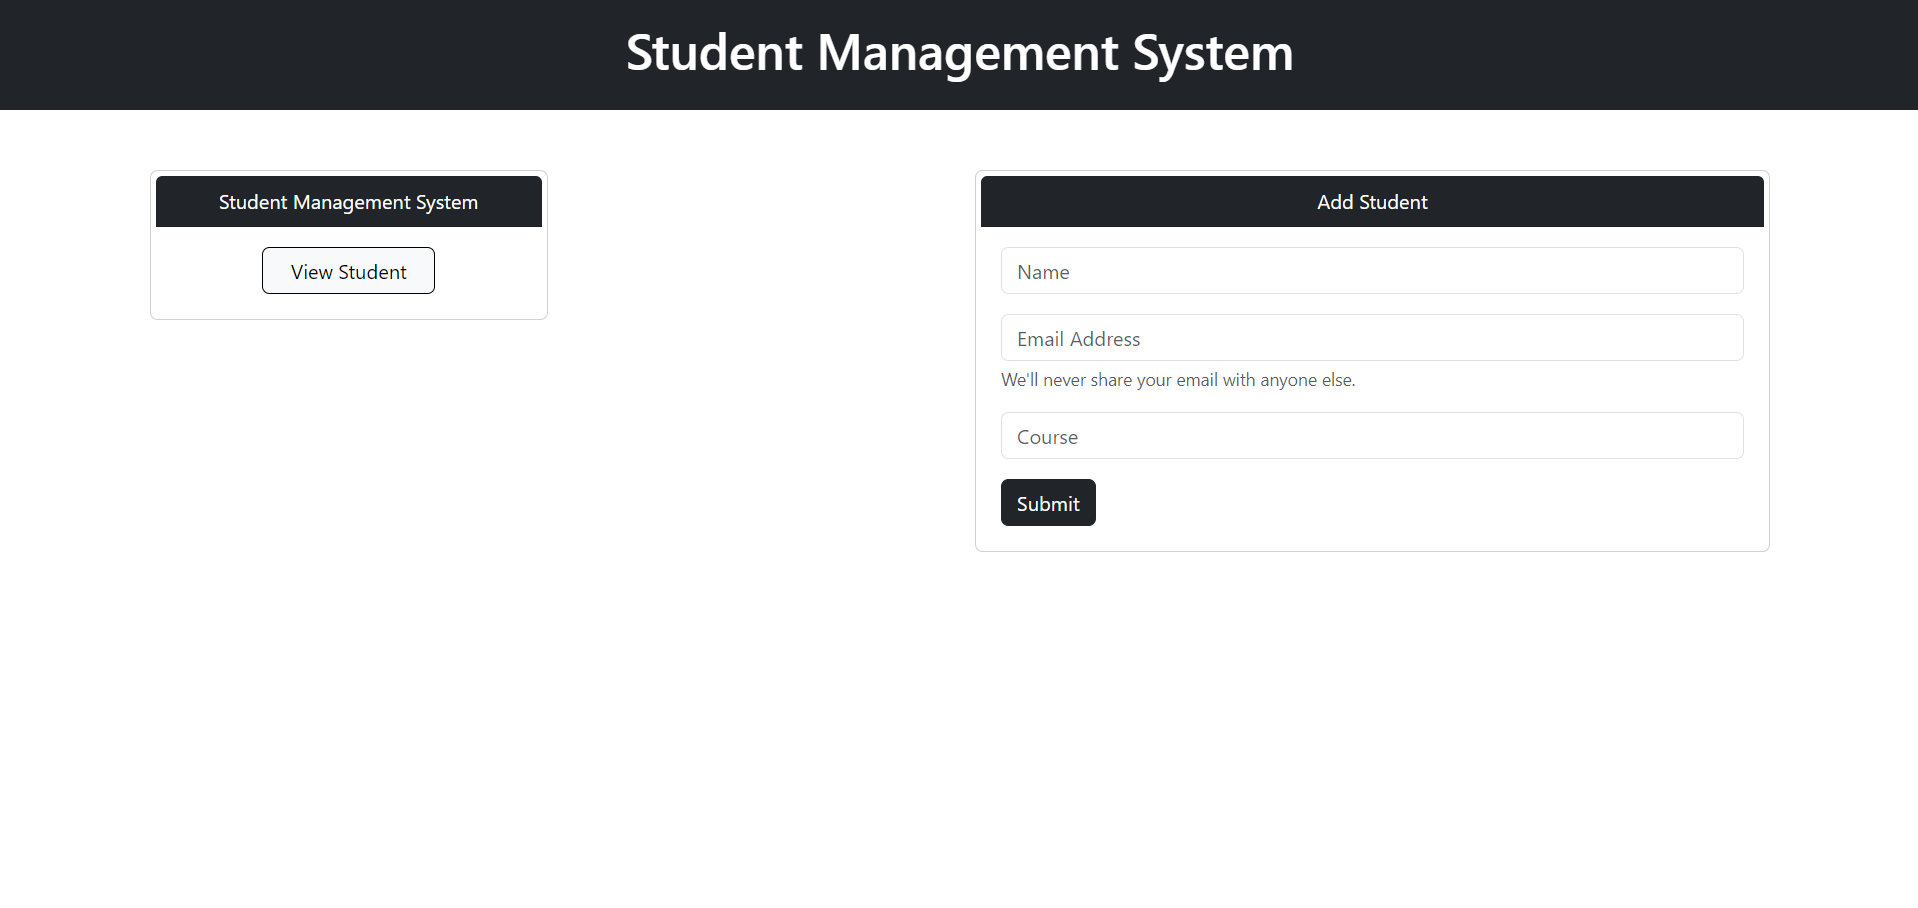 Student Management System
Student Management System
View Student
Add Student
Name
Email Address
We'll never share your email with anyone else.
Course
Submit